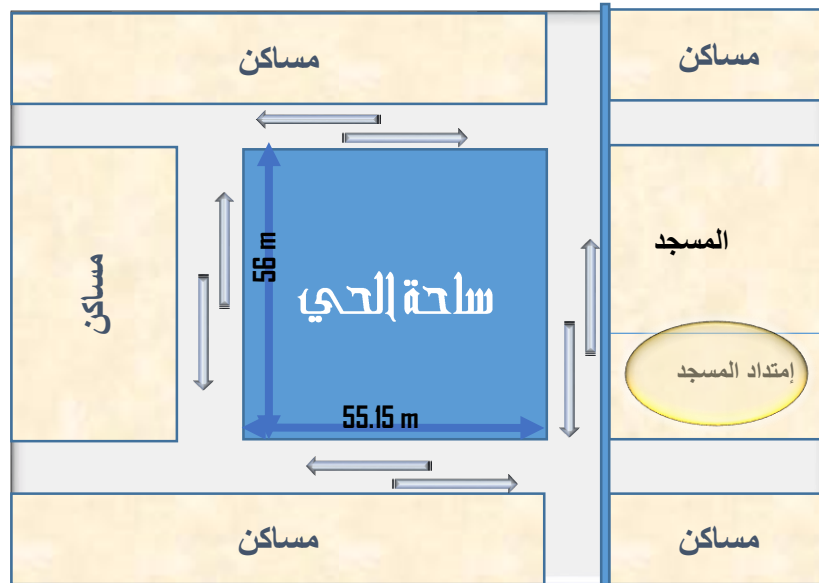 مساكن
مساكن
المسجد
56 m
ساحة الحي
مساكن
إمتداد المسجد
55.15 m
مساكن
مساكن